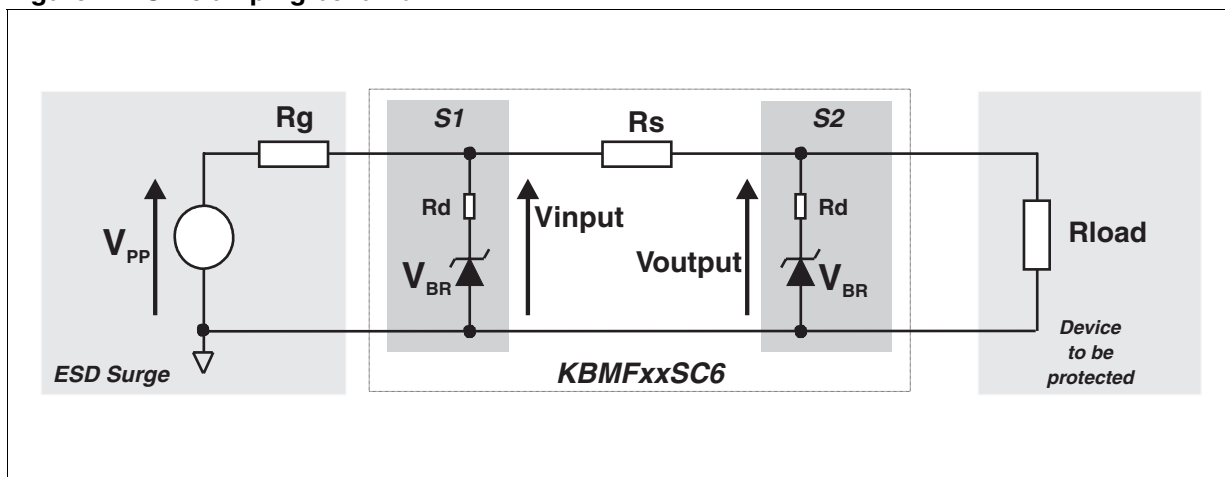 Rg
S1
Rs
S2
Rd
Vinput
Rd
VPP
VBR
Voutput
VBR
Rload
ESD Surge
KBMFxxSC6
Device
to be
protected